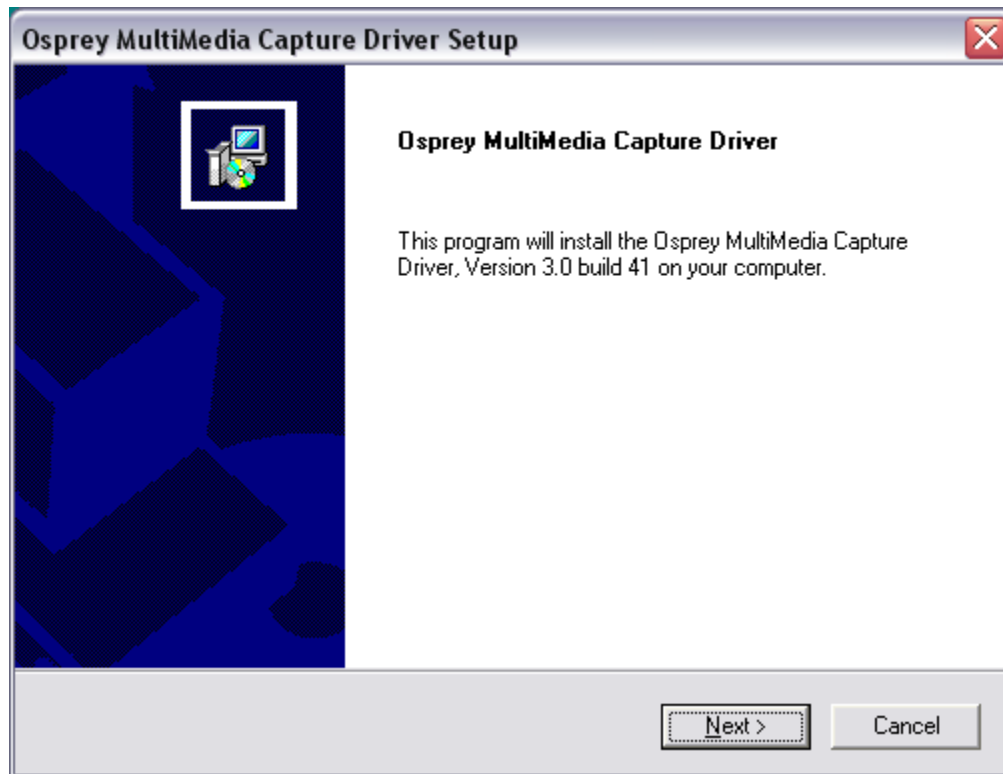 Osprey MultiMedia Capture Driver Setup
Osprey MultiMedia Capture Driver
This program will install the Osprey MultiMedia Capture
Driver, Version 3.0 build 41 on your computer.
Next >
Cancel